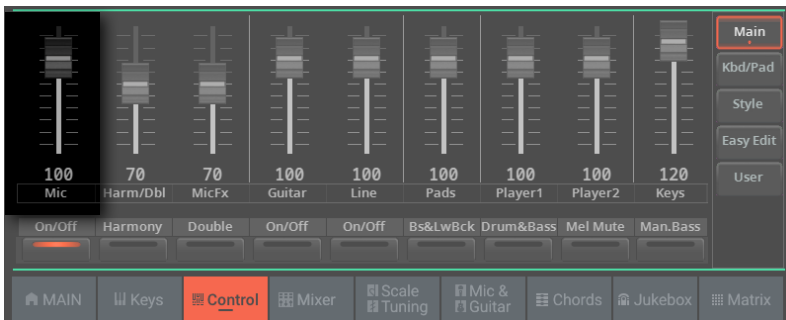 Main
Kbd/Pad
Style
Easy Edit
User
100 70 70 100 100 100 100 100 120
Mic Harm/Dbl MicFx Guitar Line Pads Player1 Player2 Keys
On/Off Harmony Double On/Off On/Off Bs&LwBck Drum&Bass Mel Mute Man.Bass
MAIN Keys Control Mixer Scale Tuning Mic & Guitar Chords Jukebox Matrix